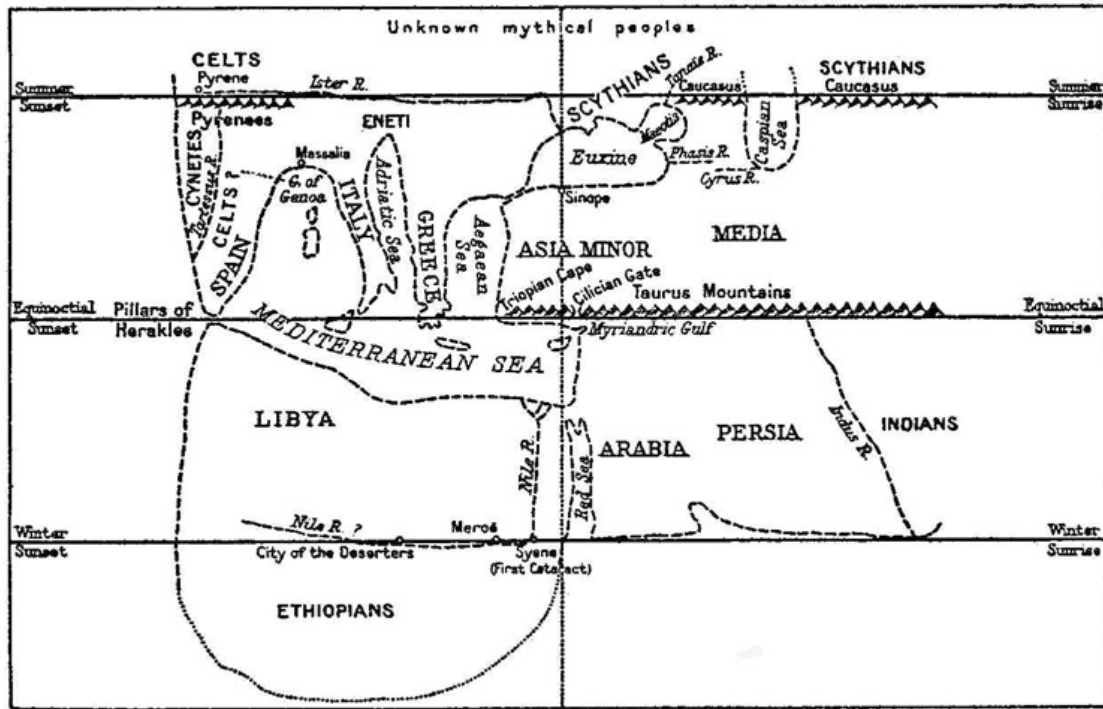 Unknown mythical peoples
CELTS
Pyrene
Ister R.
SCYTHIANS
Tanais R.
Caucasus
SCYTHIANS
Caucasus
Summer
Sunset
Summer
Sunrise
Pyrenees
CYNETES
Tartessus R.
CELTS ?
SPAIN
Massalia
G. of
Genoa
ITALY
ENETI
Adriatic Sea
GREECE
Aegaean
Sea
Euxine
Maeotis
Phasis R.
Cyrus R.
Caspian
Sea
Sinope
ASIA MINOR
MEDIA
Triopian Cape
Cilician Gate
Taurus Mountains
Equinoctial
Sunset
Pillars of
Herakles
Equinoctial
Sunrise
Myriandric Gulf
MEDITERRANEAN SEA
LIBYA
Nile R.
Red Sea
ARABIA
PERSIA
Indus R.
INDIANS
Winter
Sunset
Nile R. ?
City of the Deserters
Meroë
Syene
(First Cataract)
Winter
Sunrise
ETHIOPIANS